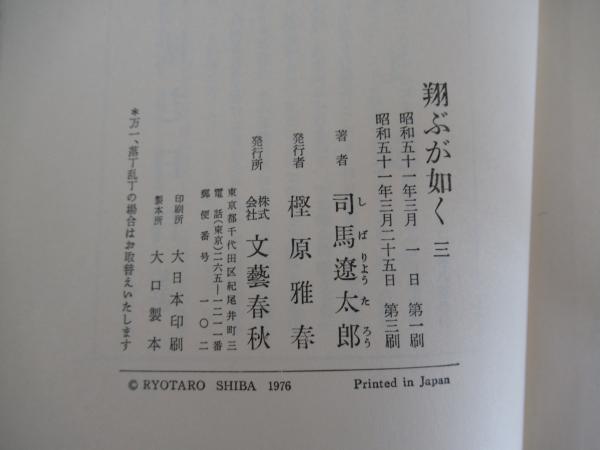 翔ぶが如く 三
昭和五十一年三月 一 日 第一刷
昭和五十一年三月二十五日 第三刷
著者 司馬遼太郎
しばりようたろう
発行者 樫原雅春
発行所 株式会社 文藝春秋
東京都千代田区紀尾井町三
電話(東京)二六五―一二一一番
郵便番号 一〇二
印刷所 大日本印刷
製本所 大口製本
*万一、落丁乱丁の場合はお取替えいたします
© RYOTARO SHIBA 1976 Printed in Japan